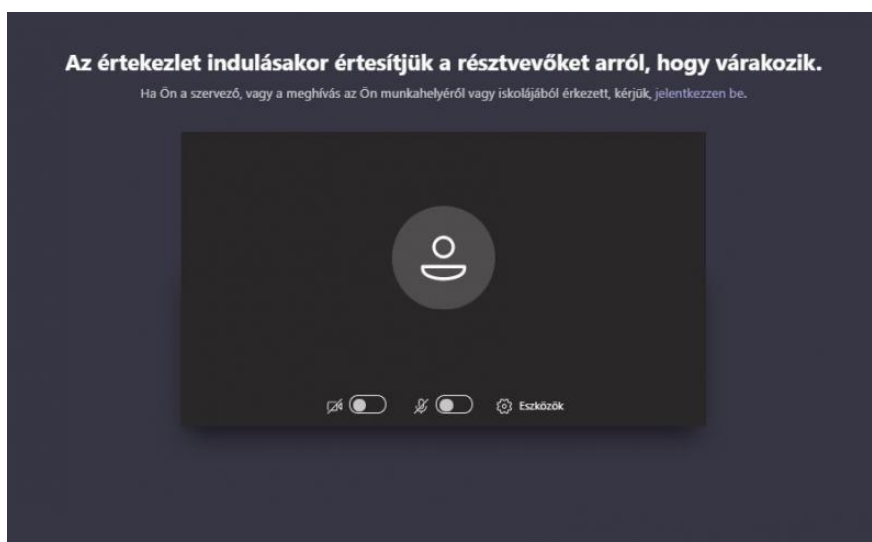 Az értekezlet indulásakor értesítjük a résztvevőket arról, hogy várakozik.
Ha Ön a szervező, vagy a meghívás az Ön munkahelyéről vagy iskolájából érkezett, kérjük, jelentkezzen be.
Eszközök